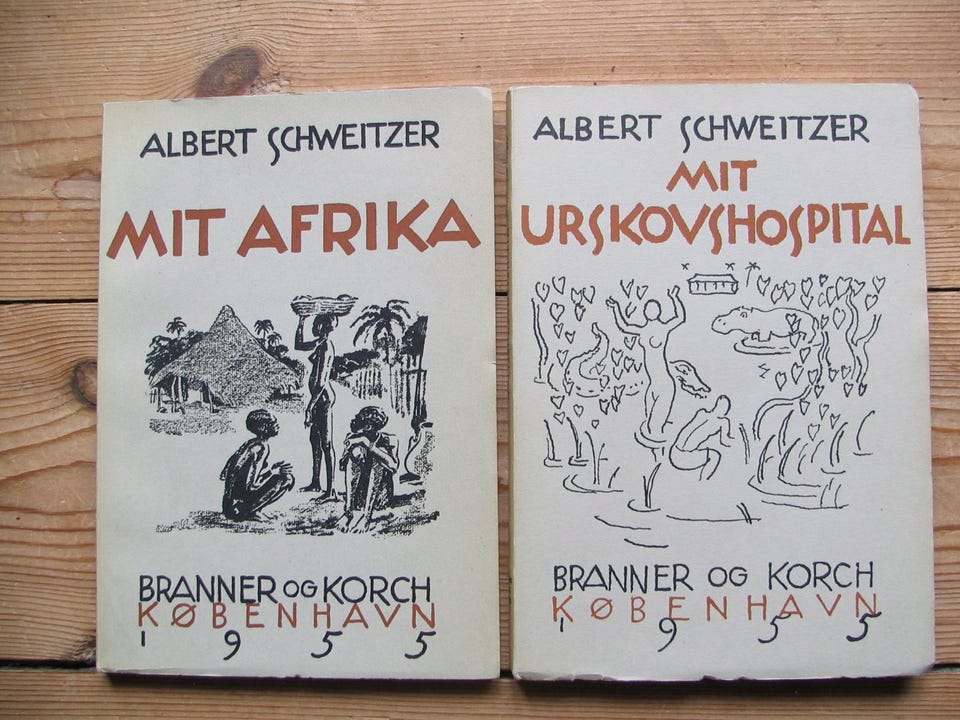 ALBERT SCHWEITZER
MIT AFRIKA
BRANNER OG KORCH
KØBENHAVN
1955
ALBERT SCHWEITZER
MIT
URSKOVSHOSPITAL
BRANNER OG KORCH
KØBENHAVN
1955